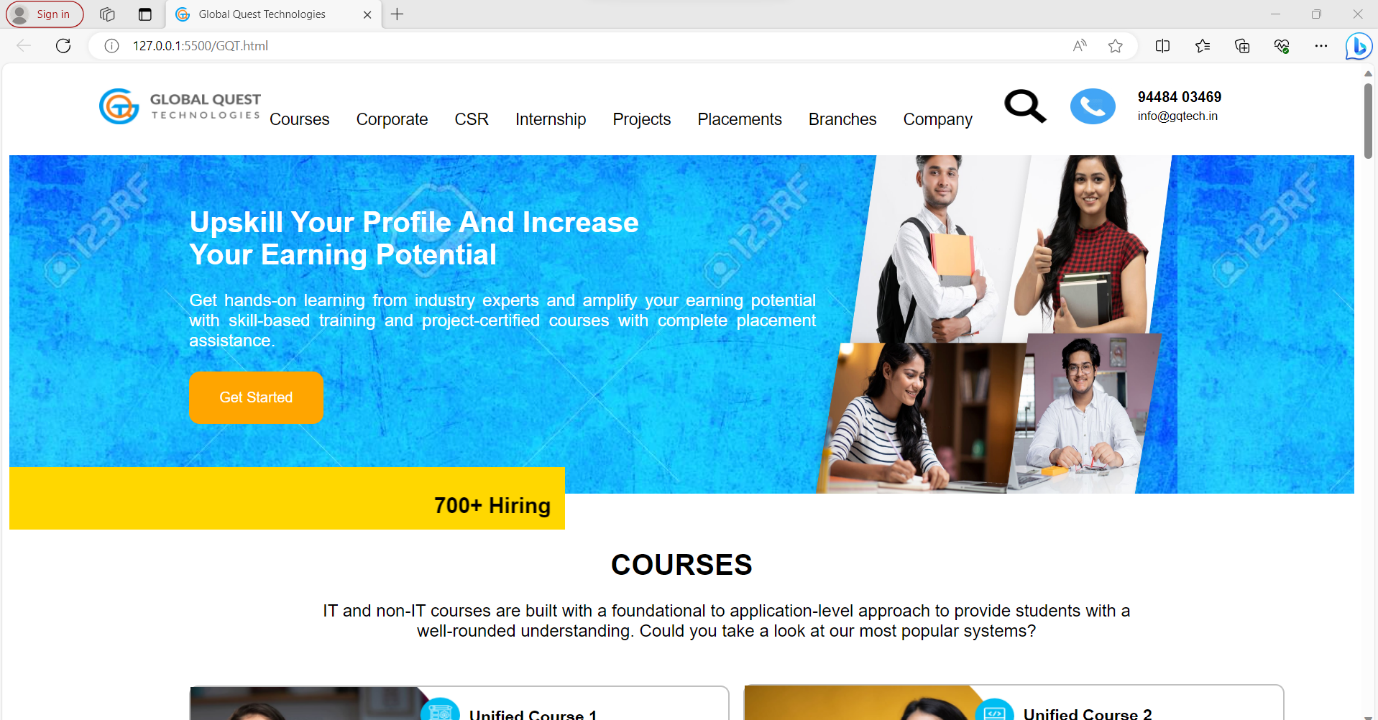 Sign in
Global Quest Technologies
127.0.0.1:5500/GQT.html
GLOBAL QUEST
TECHNOLOGIES
Courses Corporate CSR Internship Projects Placements Branches Company
94484 03469
info@gqtech.in
123RF
123RF
123RF
Upskill Your Profile And Increase
Your Earning Potential
Get hands-on learning from industry experts and amplify your earning potential
with skill-based training and project-certified courses with complete placement
assistance.
Get Started
700+ Hiring
COURSES
IT and non-IT courses are built with a foundational to application-level approach to provide students with a
well-rounded understanding. Could you take a look at our most popular systems?
Unified Course 1
Unified Course 2